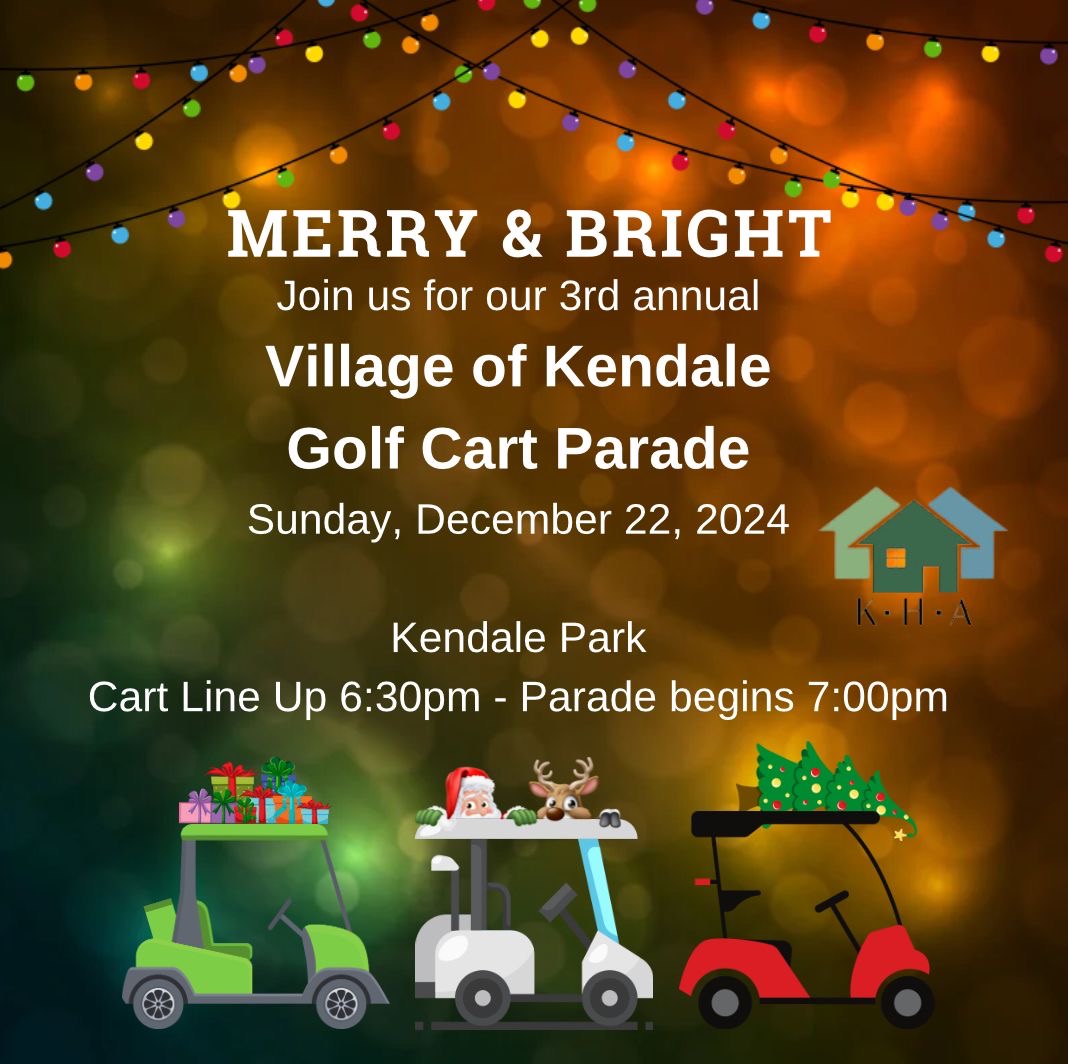 MERRY & BRIGHT
Join us for our 3rd annual
Village of Kendale
Golf Cart Parade
Sunday, December 22, 2024
K·H·A
Kendale Park
Cart Line Up 6:30pm - Parade begins 7:00pm